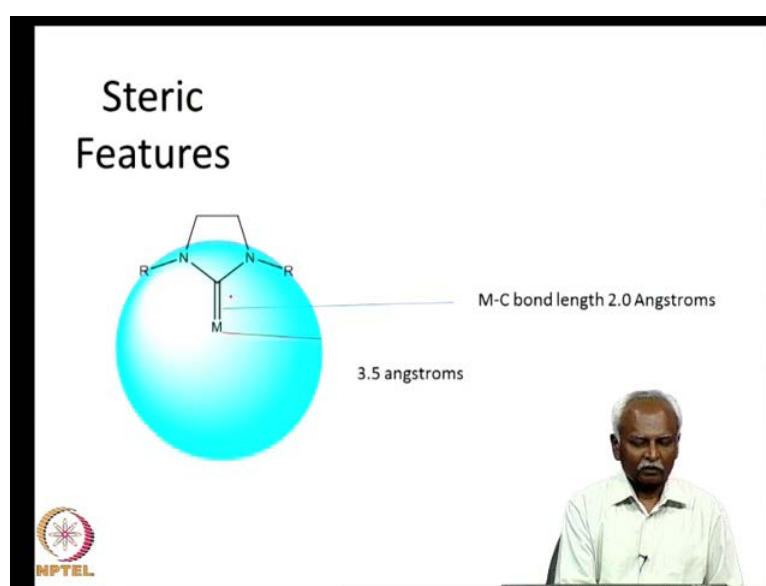 Steric
Features
N
N
R
R
M
M-C bond length 2.0 Angstroms
3.5 angstroms
NPTEL